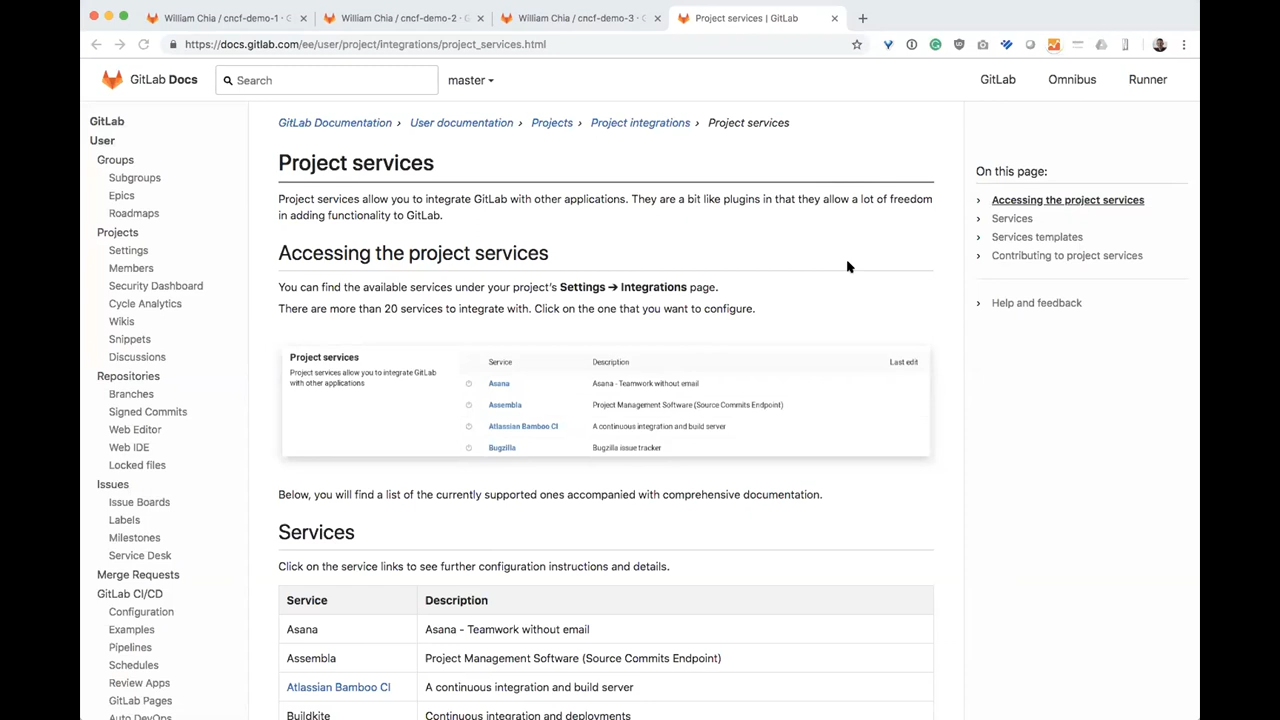 William Chia / cncf-demo-1 · G
William Chia / cncf-demo-2 · G
William Chia / cncf-demo-3 · G
Project services | GitLab
https://docs.gitlab.com/ee/user/project/integrations/project_services.html
GitLab Docs
Search
master
GitLab
Omnibus
Runner
GitLab
User
Groups
Subgroups
Epics
Roadmaps
Projects
Settings
Members
Security Dashboard
Cycle Analytics
Wikis
Snippets
Discussions
Repositories
Branches
Signed Commits
Web Editor
Web IDE
Locked files
Issues
Issue Boards
Labels
Milestones
Service Desk
Merge Requests
GitLab CI/CD
Configuration
Examples
Pipelines
Schedules
Review Apps
GitLab Pages
Auto DevOps
GitLab Documentation › User documentation › Projects › Project integrations › Project services
Project services
Project services allow you to integrate GitLab with other applications. They are a bit like plugins in that they allow a lot of freedom
in adding functionality to GitLab.
Accessing the project services
You can find the available services under your project's Settings ➔ Integrations page.
There are more than 20 services to integrate with. Click on the one that you want to configure.
Project services
Project services allow you to integrate GitLab
with other applications
Service Description Last edit
Asana Asana - Teamwork without email
Assembla Project Management Software (Source Commits Endpoint)
Atlassian Bamboo CI A continuous integration and build server
Bugzilla Bugzilla issue tracker
Below, you will find a list of the currently supported ones accompanied with comprehensive documentation.
Services
Click on the service links to see further configuration instructions and details.
Service Description
Asana Asana - Teamwork without email
Assembla Project Management Software (Source Commits Endpoint)
Atlassian Bamboo CI A continuous integration and build server
Buildkite Continuous integration and deployments
On this page:
› Accessing the project services
› Services
› Services templates
› Contributing to project services
› Help and feedback